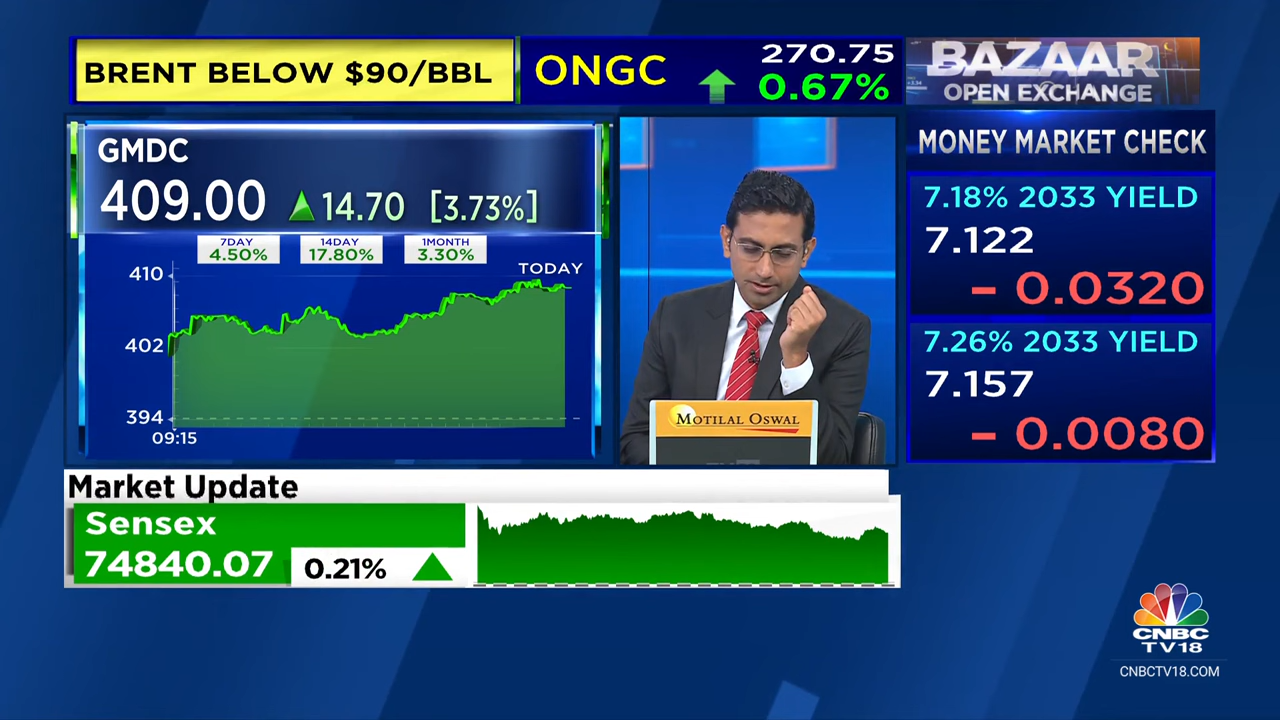 BRENT BELOW $90/BBL
ONGC
270.75
0.67%
BAZAAR
OPEN EXCHANGE
GMDC
409.00 14.70 [3.73%]
7DAY
4.50%
14DAY
17.80%
1MONTH
3.30%
TODAY
410
402
394
09:15
MOTILAL OSWAL
MONEY MARKET CHECK
7.18% 2033 YIELD
7.122
- 0.0320
7.26% 2033 YIELD
7.157
- 0.0080
Market Update
Sensex
74840.07 0.21%
CNBC
TV18
CNBCTV18.COM